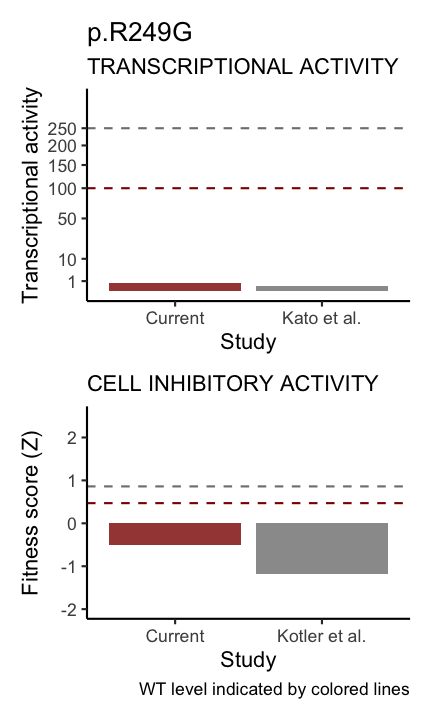 p.R249G
TRANSCRIPTIONAL ACTIVITY
Transcriptional activity
250
200
150
100
50
10
1
Current
Kato et al.
Study
CELL INHIBITORY ACTIVITY
Fitness score (Z)
2
1
0
-1
-2
Current
Kotler et al.
Study
WT level indicated by colored lines